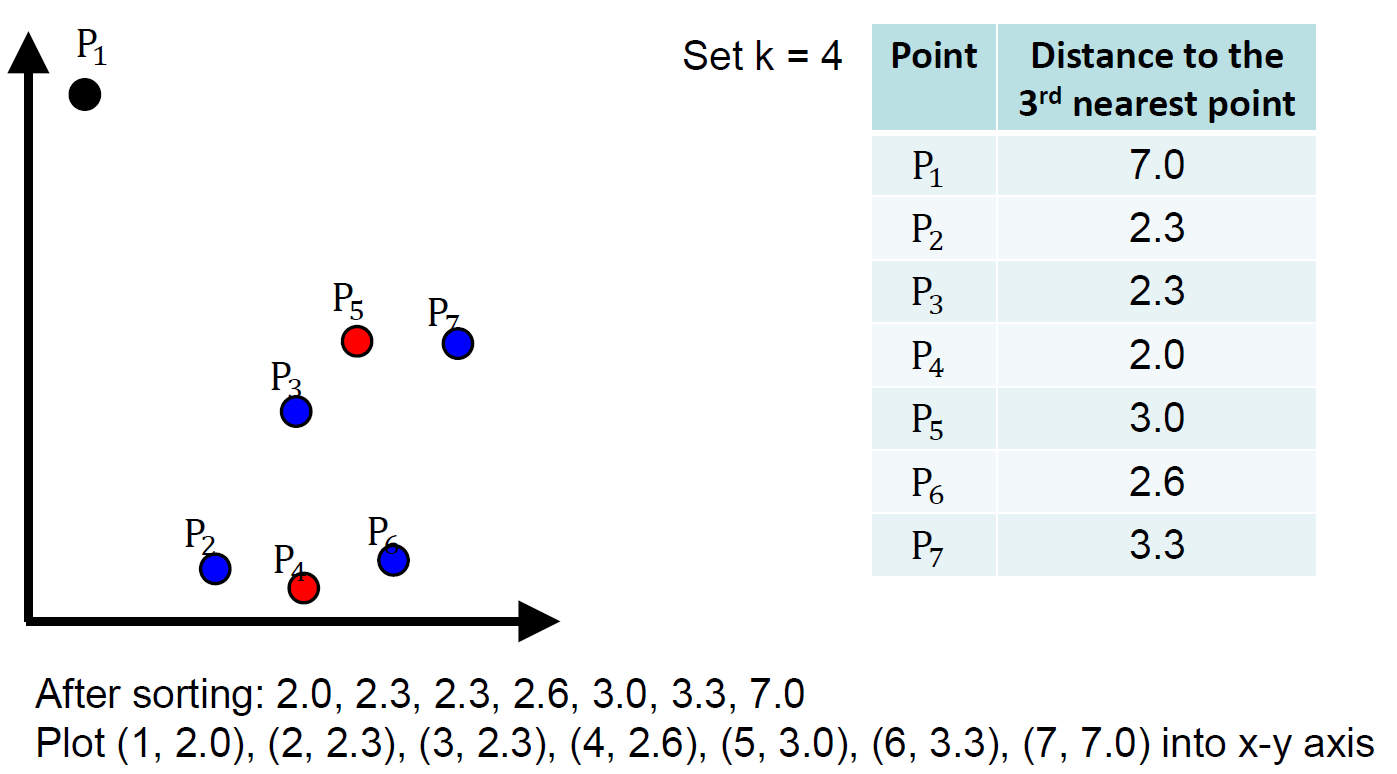 P1
Set k = 4
Point
Distance to the
3rd nearest point
P1 7.0
P2 2.3
P3 2.3
P4 2.0
P5 3.0
P6 2.6
P7 3.3
P5
P7
P3
P2
P4
P6
After sorting: 2.0, 2.3, 2.3, 2.6, 3.0, 3.3, 7.0
Plot (1, 2.0), (2, 2.3), (3, 2.3), (4, 2.6), (5, 3.0), (6, 3.3), (7, 7.0) into x-y axis